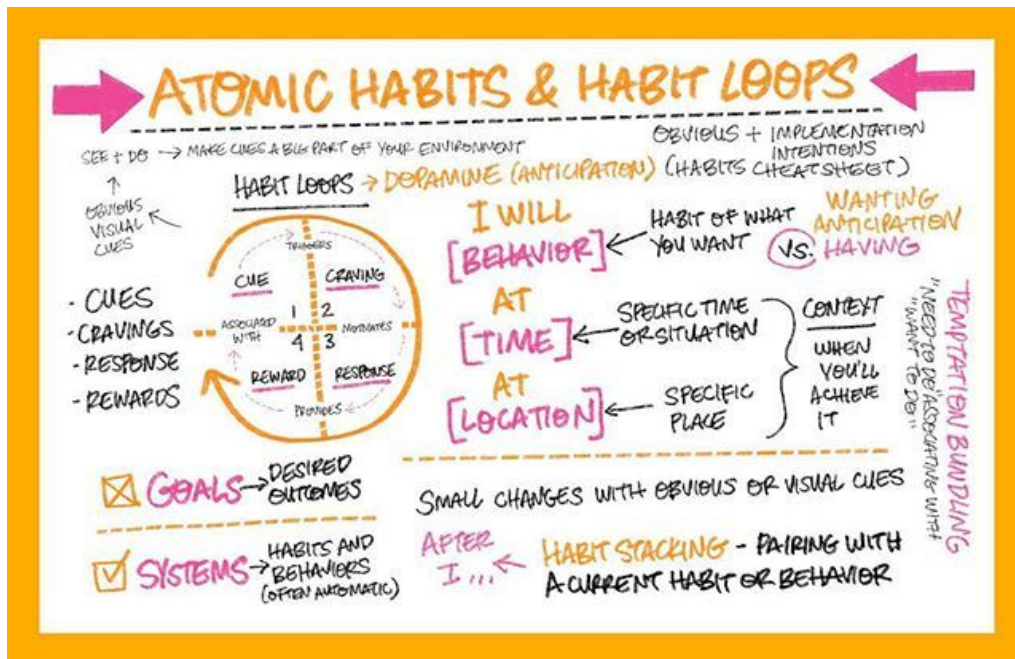 ATOMIC HABITS & HABIT LOOPS
SEE + DO → MAKE CUES A BIG PART OF YOUR ENVIRONMENT
OBVIOUS
VISUAL
CUES
OBVIOUS + IMPLEMENTATION
INTENTIONS
(HABITS CHEATSHEET)
HABIT LOOPS → DOPAMINE (ANTICIPATION)
- CUES
- CRAVINGS
- RESPONSE
- REWARDS
TRIGGERS
CUE
CRAVING
1 2
ASSOCIATED
WITH
MOTIVATES
4 3
REWARD
RESPONSE
PROVIDES
I WILL
[BEHAVIOR]
HABIT OF WHAT
YOU WANT
WANTING
ANTICIPATION
VS. HAVING
AT
[TIME]
SPECIFIC TIME
OR SITUATION
AT
[LOCATION]
SPECIFIC
PLACE
CONTEXT
WHEN
YOU'LL
ACHIEVE
IT
TEMPTATION BUNDLING
"NEED TO DO" ASSOCIATING WITH
"WANT TO DO"
GOALS → DESIRED
OUTCOMES
SYSTEMS → HABITS AND
BEHAVIORS
(OFTEN AUTOMATIC)
SMALL CHANGES WITH OBVIOUS OR VISUAL CUES
AFTER
I ...
HABIT STACKING - PAIRING WITH
A CURRENT HABIT OR BEHAVIOR